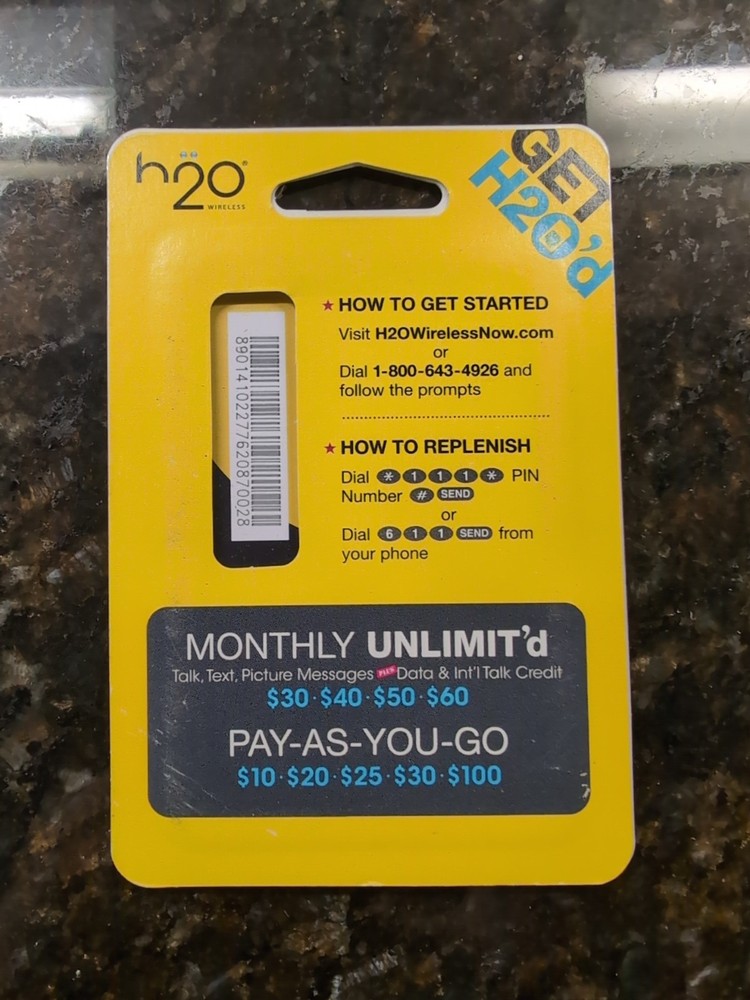 h2o®
WIRELESS
GET
H2O'd
★ HOW TO GET STARTED
Visit H2OWirelessNow.com
or
Dial 1-800-643-4926 and
follow the prompts
8901410227762087002​8
★ HOW TO REPLENISH
Dial * 1 1 1 * PIN
Number # SEND
or
Dial 6 1 1 SEND from
your phone
MONTHLY UNLIMIT'd
Talk, Text, Picture Messages PLUS Data & Int'l Talk Credit
$30 · $40 · $50 · $60
PAY-AS-YOU-GO
$10 · $20 · $25 · $30 · $100